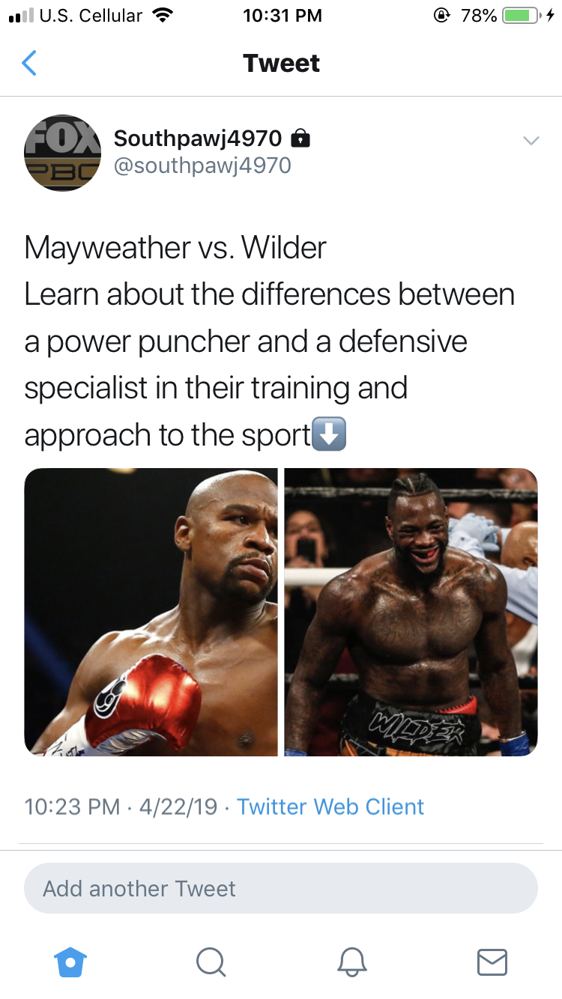 U.S. Cellular 10:31 PM 78%
Tweet
FOX
PBC
Southpawj4970
@southpawj4970
Mayweather vs. Wilder
Learn about the differences between
a power puncher and a defensive
specialist in their training and
approach to the sport⬇️
WILDER
10:23 PM · 4/22/19 · Twitter Web Client
Add another Tweet